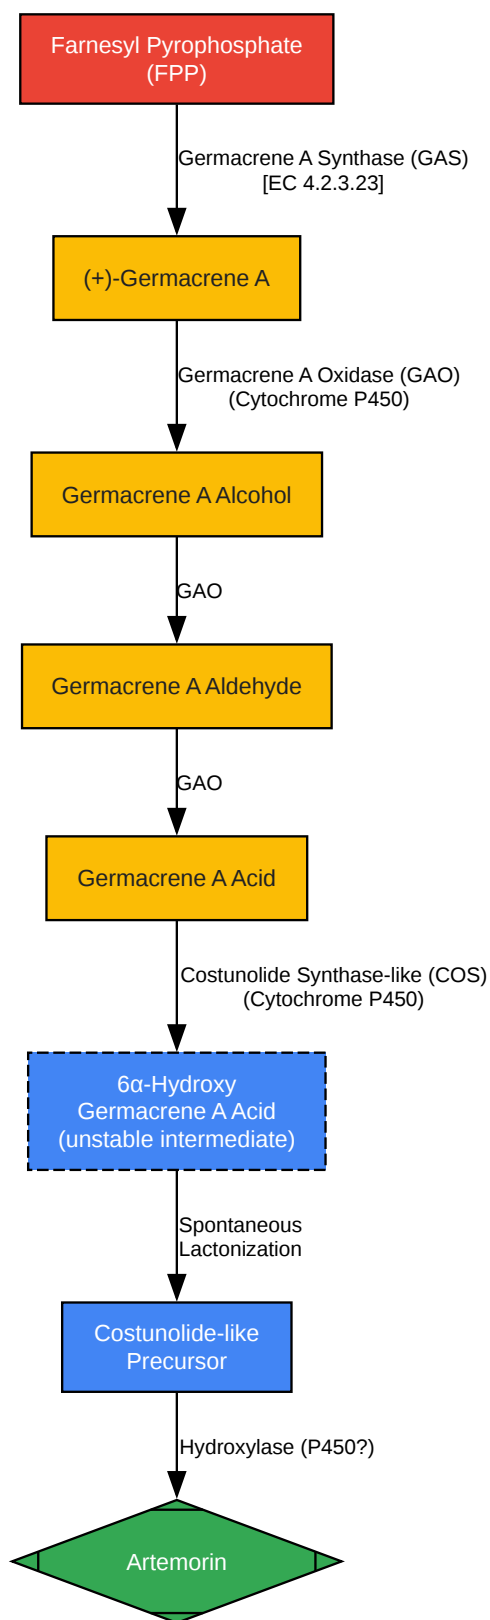 Farnesyl Pyrophosphate
(FPP)
Germacrene A Synthase (GAS)
[EC 4.2.3.23]
(+)-Germacrene A
Germacrene A Oxidase (GAO)
(Cytochrome P450)
Germacrene A Alcohol
GAO
Germacrene A Aldehyde
GAO
Germacrene A Acid
Costunolide Synthase-like (COS)
(Cytochrome P450)
6α-Hydroxy
Germacrene A Acid
(unstable intermediate)
Spontaneous
Lactonization
Costunolide-like
Precursor
Hydroxylase (P450?)
Artemorin